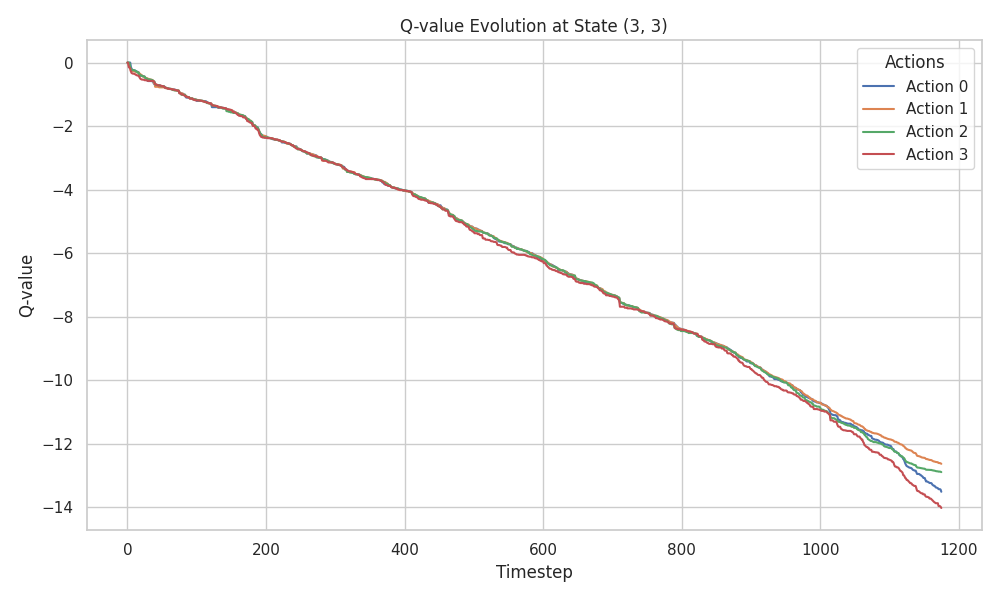 Q-value Evolution at State (3, 3)
Actions
Action 0
Action 1
Action 2
Action 3
Q-value
0
−2
−4
−6
−8
−10
−12
−14
0 200 400 600 800 1000 1200
Timestep